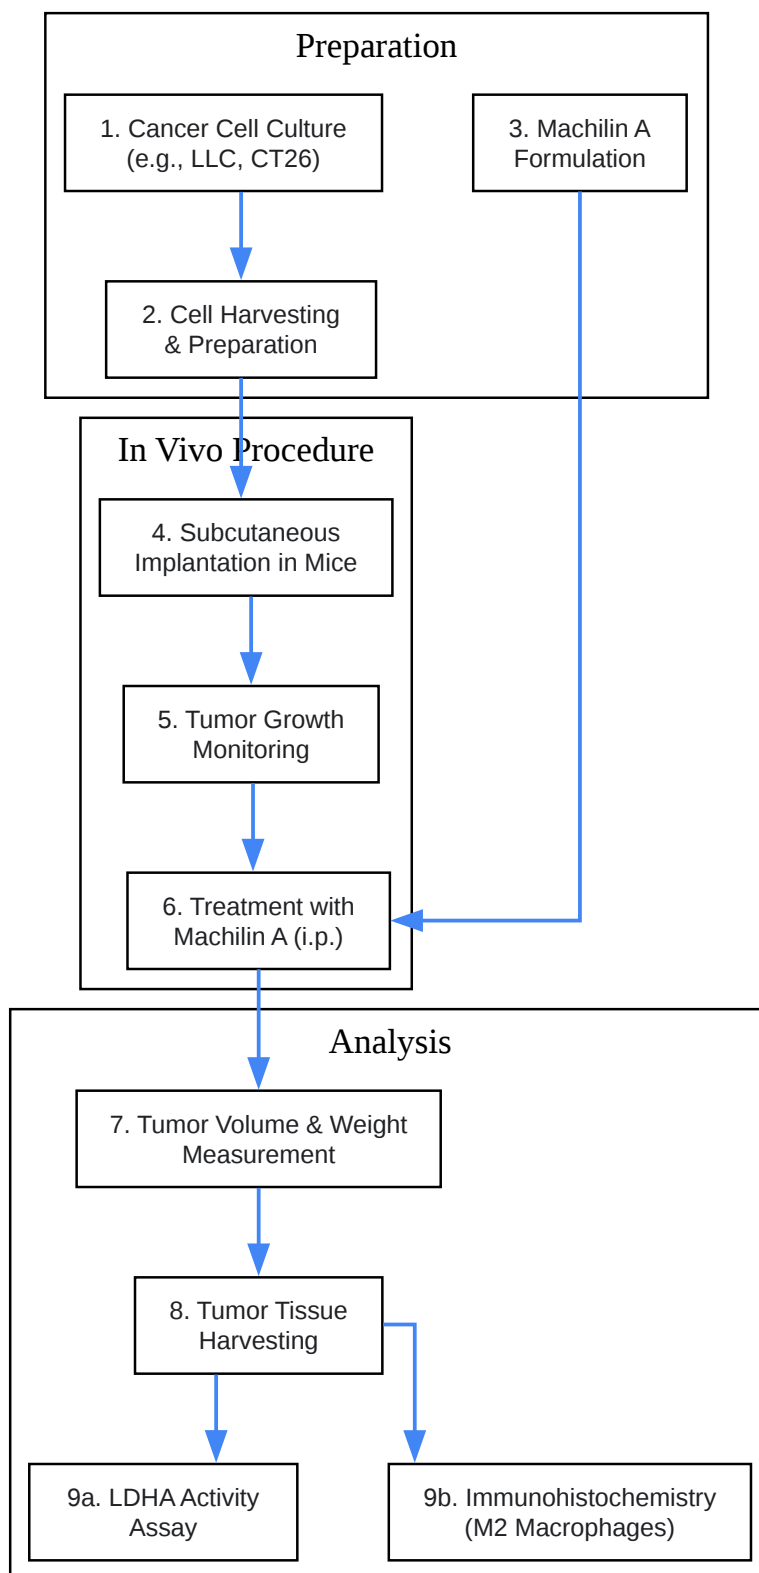 Preparation
1. Cancer Cell Culture
(e.g., LLC, CT26)
3. Machilin A
Formulation
2. Cell Harvesting
& Preparation
In Vivo Procedure
4. Subcutaneous
Implantation in Mice
5. Tumor Growth
Monitoring
6. Treatment with
Machilin A (i.p.)
Analysis
7. Tumor Volume & Weight
Measurement
8. Tumor Tissue
Harvesting
9a. LDHA Activity
Assay
9b. Immunohistochemistry
(M2 Macrophages)